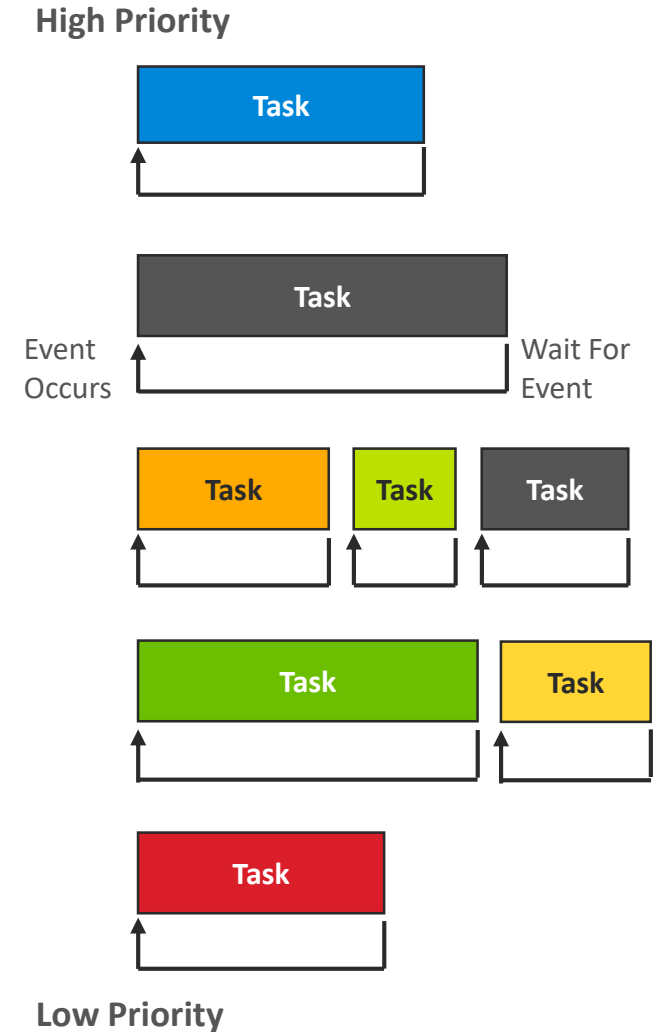 High Priority
Task
Task
Event
Occurs
Wait For
Event
Task
Task
Task
Task
Task
Task
Low Priority